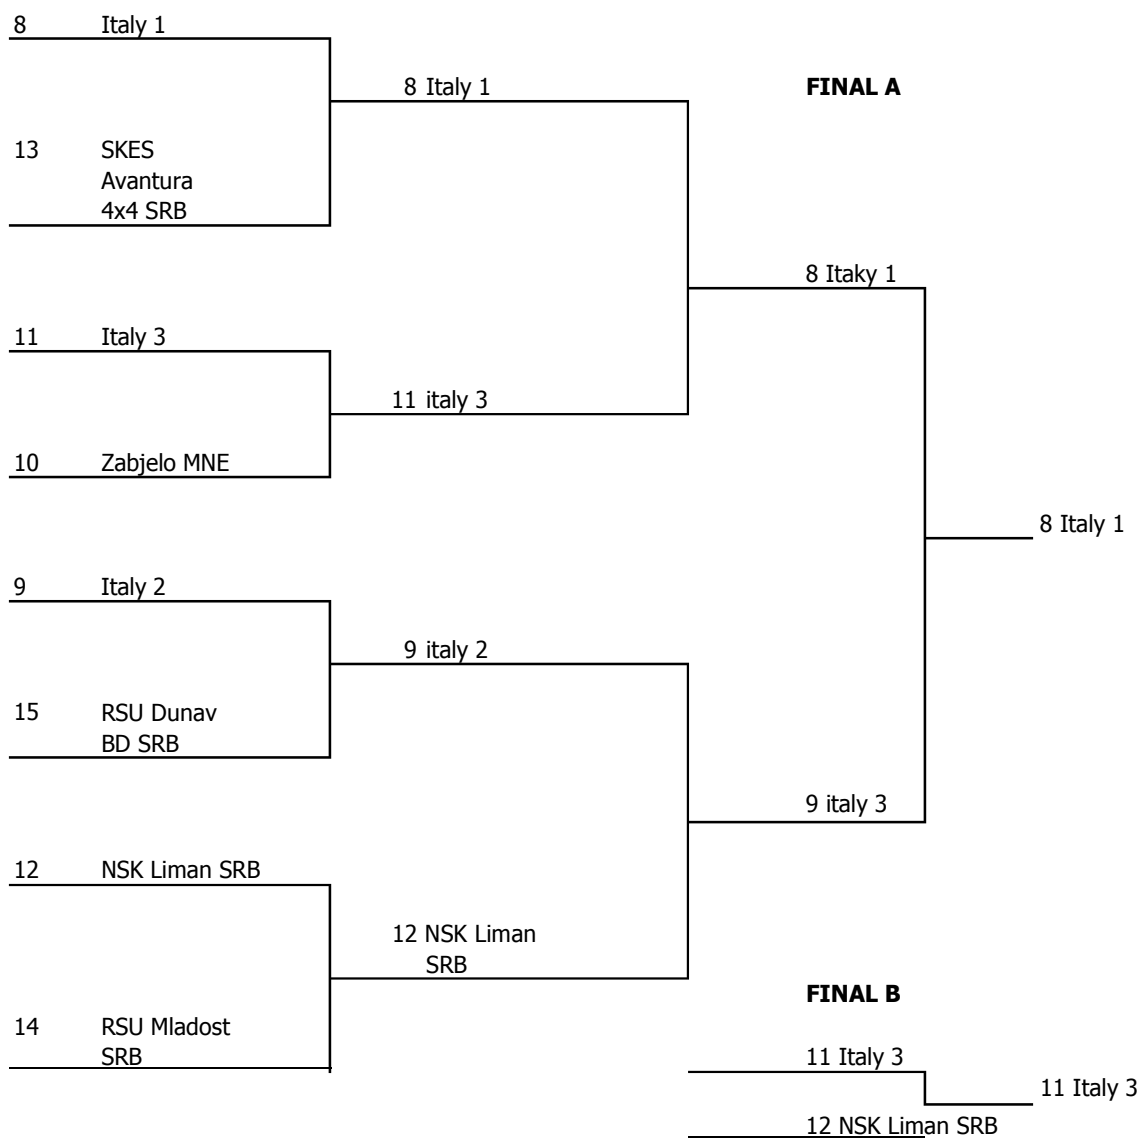 8 Italy 1
8 Italy 1
FINAL A
13 SKES
Avantura
4x4 SRB
8 Itaky 1
11 Italy 3
11 italy 3
10 Zabjelo MNE
8 Italy 1
9 Italy 2
9 italy 2
15 RSU Dunav
BD SRB
9 italy 3
12 NSK Liman SRB
12 NSK Liman
SRB
FINAL B
14 RSU Mladost
SRB
11 Italy 3
11 Italy 3
12 NSK Liman SRB